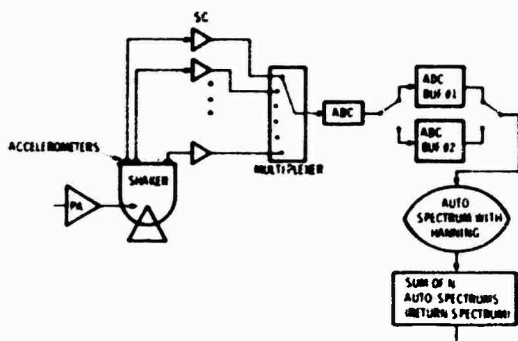 SC
ACCELEROMETERS
SHAKER
PA
MULTIPLEXER
ADC
ADC
BUF #1
ADC
BUF #2
AUTO
SPECTRUM WITH
HANNING
SUM OF N
AUTO SPECTRUMS
(RETURN SPECTRUM)